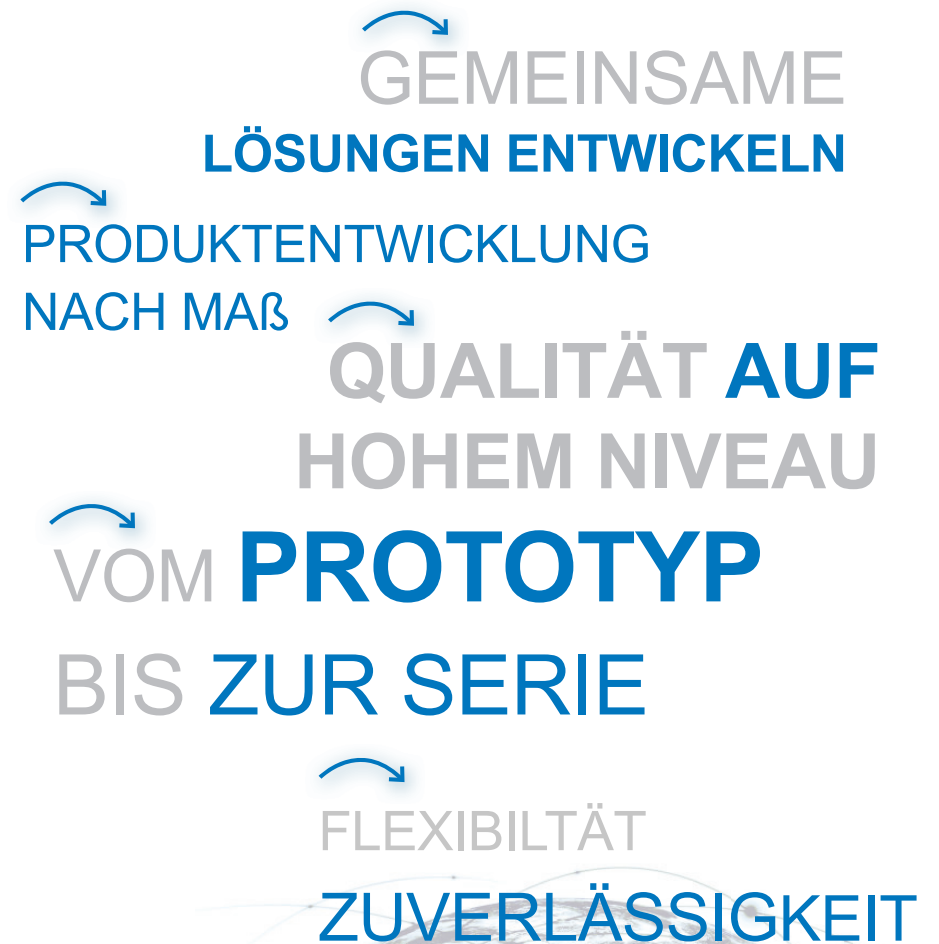 GEMEINSAME
LÖSUNGEN ENTWICKELN
PRODUKTENTWICKLUNG
NACH MAß
QUALITÄT AUF
HOHEM NIVEAU
VOM PROTOTYP
BIS ZUR SERIE
FLEXIBILTÄT
ZUVERLÄSSIGKEIT